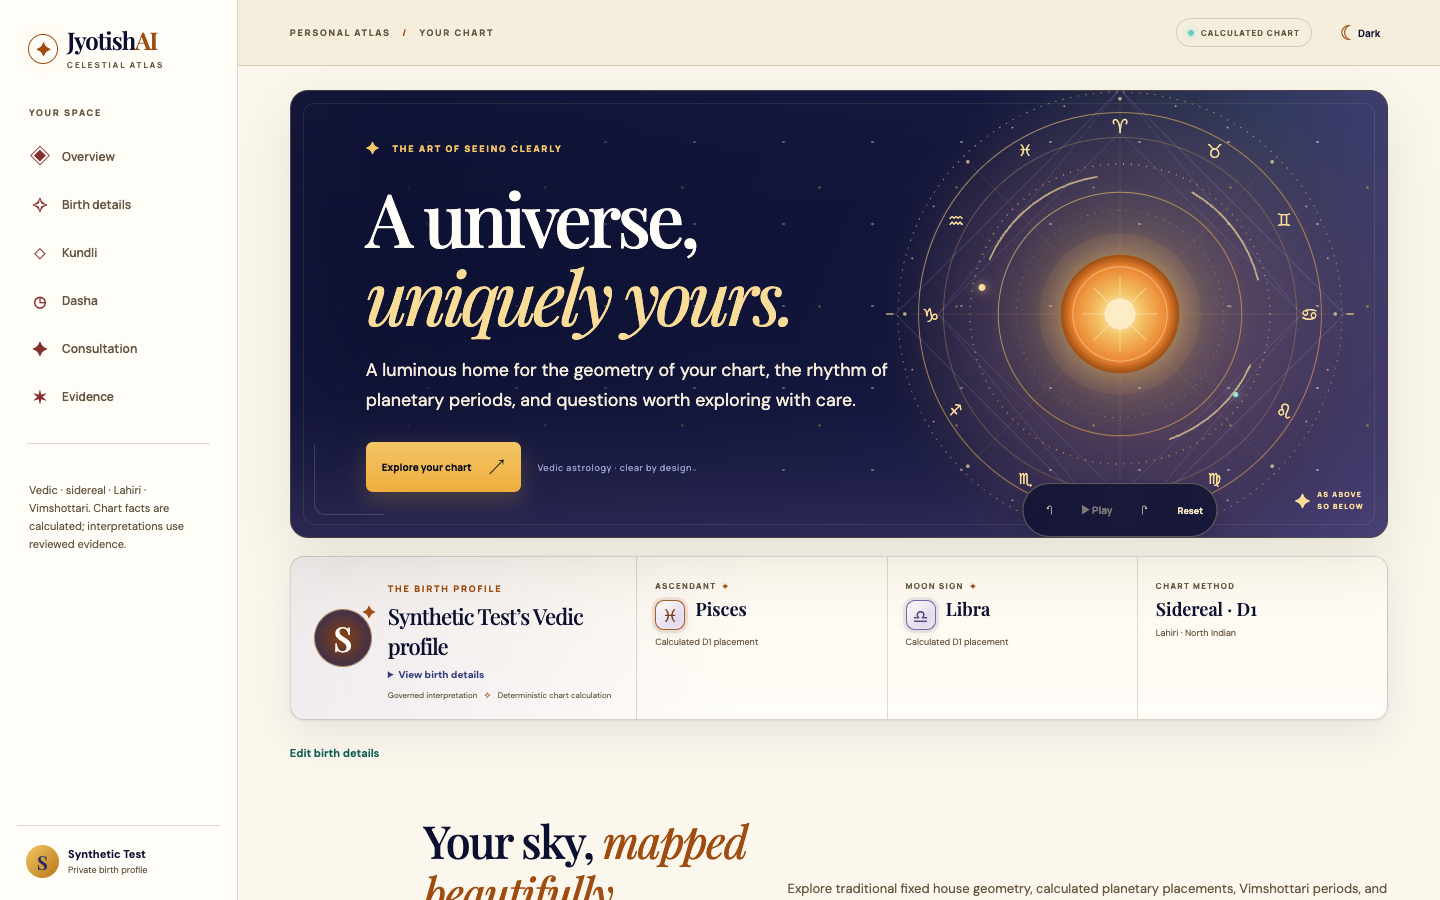 JyotishAI
CELESTIAL ATLAS
YOUR SPACE
Overview
Birth details
Kundli
Dasha
Consultation
Evidence
Vedic · sidereal · Lahiri ·
Vimshottari. Chart facts are
calculated; interpretations use
reviewed evidence.
S
Synthetic Test
Private birth profile
PERSONAL ATLAS / YOUR CHART
CALCULATED CHART
Dark
THE ART OF SEEING CLEARLY
A universe,
uniquely yours.
A luminous home for the geometry of your chart, the rhythm of
planetary periods, and questions worth exploring with care.
Explore your chart
Vedic astrology · clear by design
♈
♉
♊
♋
♌
♍
♏
♐
♑
♒
♓
Play
Reset
AS ABOVE
SO BELOW
S
THE BIRTH PROFILE
Synthetic Test’s Vedic
profile
View birth details
Governed interpretation ✧ Deterministic chart calculation
ASCENDANT ✦
♓ Pisces
Calculated D1 placement
MOON SIGN ✦
♎ Libra
Calculated D1 placement
CHART METHOD
Sidereal · D1
Lahiri · North Indian
Edit birth details
Your sky, mapped
beautifully
Explore traditional fixed house geometry, calculated planetary placements, Vimshottari periods, and